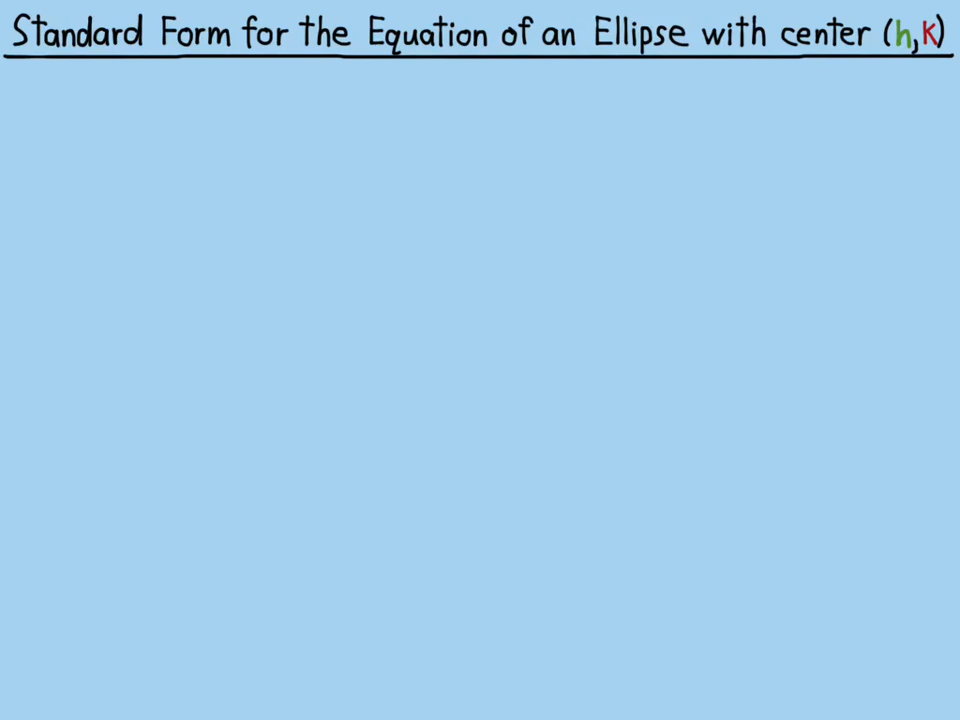 Standard Form for the Equation of an Ellipse with center (h,k)